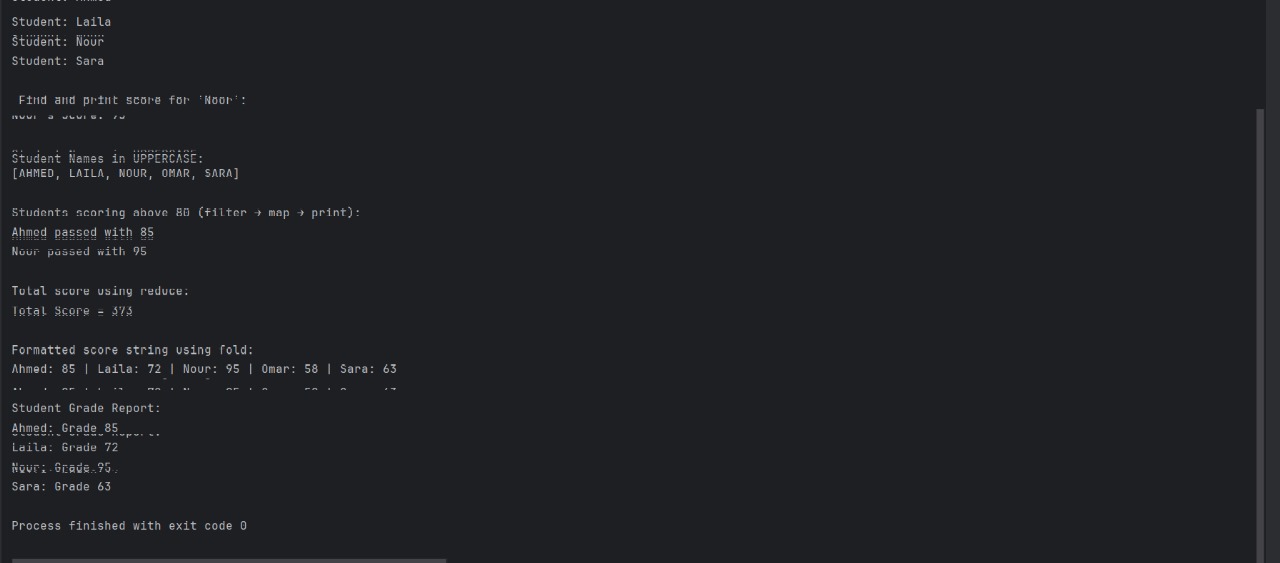 Student: Laila
Student: Nour
Student: Sara
Find and print score for 'Noor':
Student Names in UPPERCASE:
[AHMED, LAILA, NOUR, OMAR, SARA]
Students scoring above 80 (filter → map → print):
Ahmed passed with 85
Nour passed with 95
Total score using reduce:
Total Score = 373
Formatted score string using fold:
Ahmed: 85 | Laila: 72 | Nour: 95 | Omar: 58 | Sara: 63
Student Grade Report:
Ahmed: Grade 85
Laila: Grade 72
Nour: Grade 95
Sara: Grade 63
Process finished with exit code 0